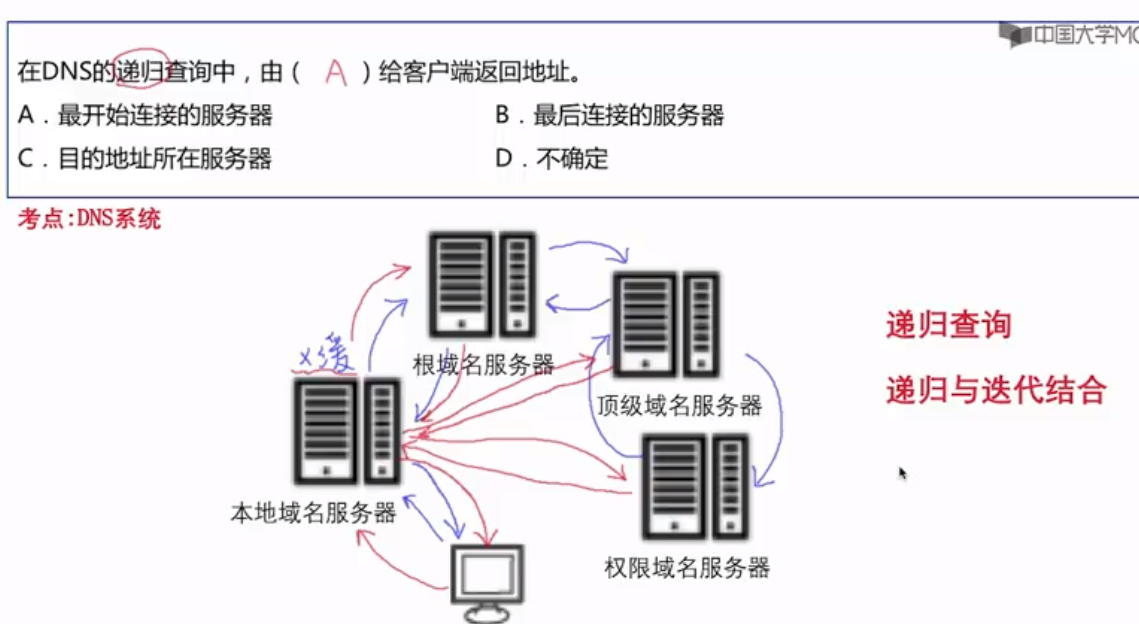 中国大学MO
在DNS的递归查询中，由（ A ）给客户端返回地址。
A．最开始连接的服务器 B．最后连接的服务器
C．目的地址所在服务器 D．不确定
考点:DNS系统
递归查询
x缓
根域名服务器
递归与迭代结合
顶级域名服务器
本地域名服务器
权限域名服务器